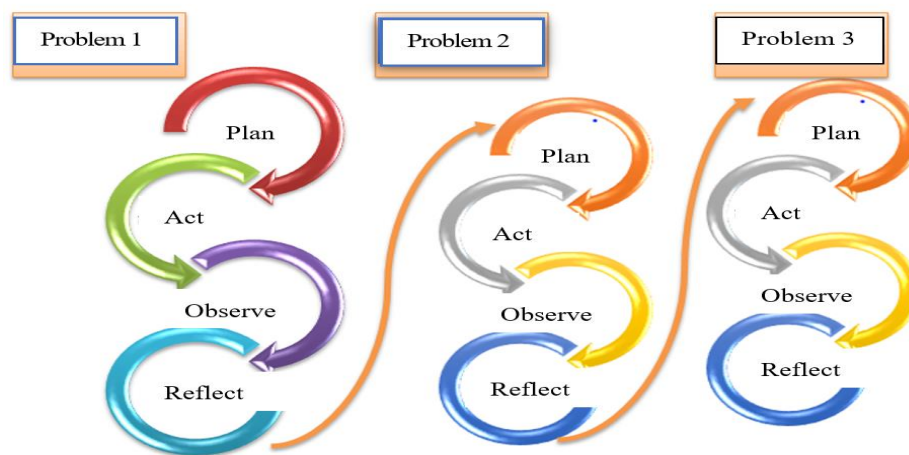 Problem 1
Plan
Act
Observe
Reflect
Problem 2
Plan
Act
Observe
Reflect
Problem 3
Plan
Act
Observe
Reflect